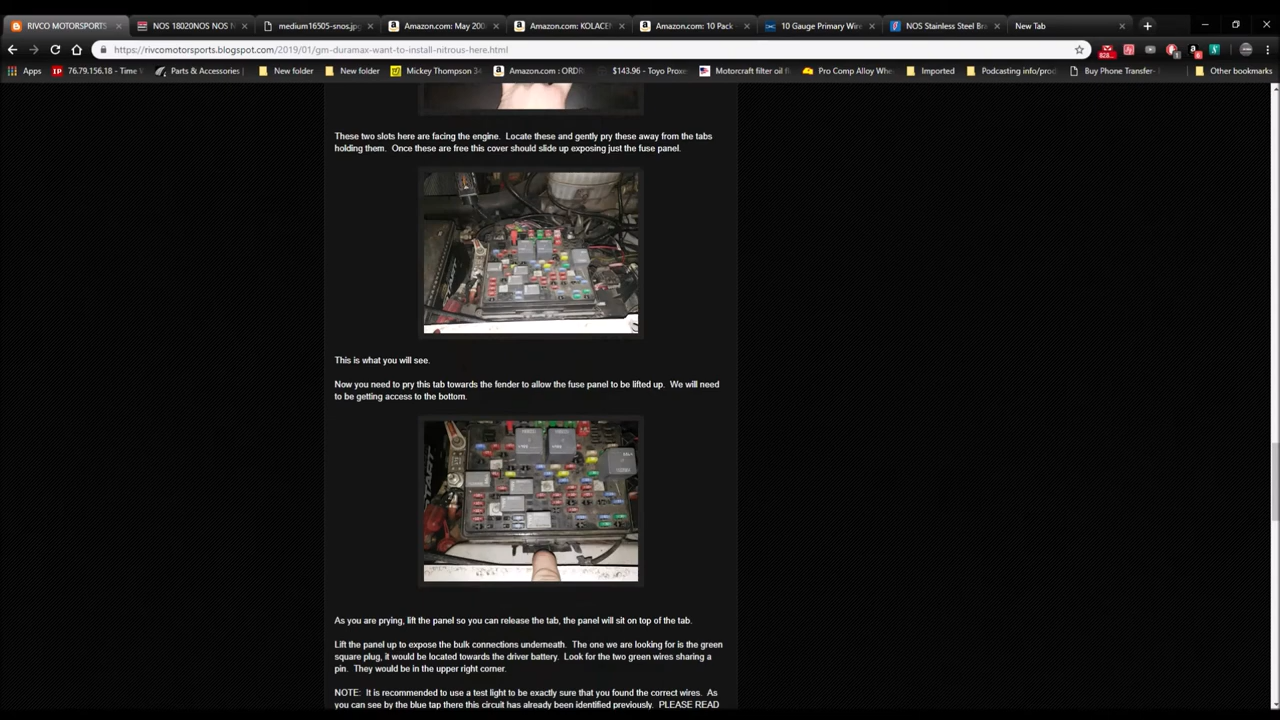 RIVCO MOTORSPORTS
NOS 18020NOS NOS N
medium16505-snos.jpg
Amazon.com: May 200
Amazon.com: KOLACE
Amazon.com: 10 Pack
10 Gauge Primary Wire
NOS Stainless Steel Bra
New Tab
https://rivcomotorsports.blogspot.com/2019/01/gm-duramax-want-to-install-nitrous-here.html
Apps
76.79.156.18 - Time
Parts & Accessories
New folder
New folder
Mickey Thompson 34
Amazon.com : ORD
$143.96 - Toyo Proxe
Motorcraft filter oil f
Pro Comp Alloy Whe
Imported
Podcasting info/prod
Buy Phone Transfer-
Other bookmarks
These two slots here are facing the engine. Locate these and gently pry these away from the tabs
holding them. Once these are free this cover should slide up exposing just the fuse panel.
This is what you will see.
Now you need to pry this tab towards the fender to allow the fuse panel to be lifted up. We will need
to be getting access to the bottom.
As you are prying, lift the panel so you can release the tab, the panel will sit on top of the tab.
Lift the panel up to expose the bulk connections underneath. The one we are looking for is the green
square plug, it would be located towards the driver battery. Look for the two green wires sharing a
pin. They would be in the upper right corner.
NOTE: It is recommended to use a test light to be exactly sure that you found the correct wires. As
you can see by the blue tap there this circuit has already been identified previously. PLEASE READ